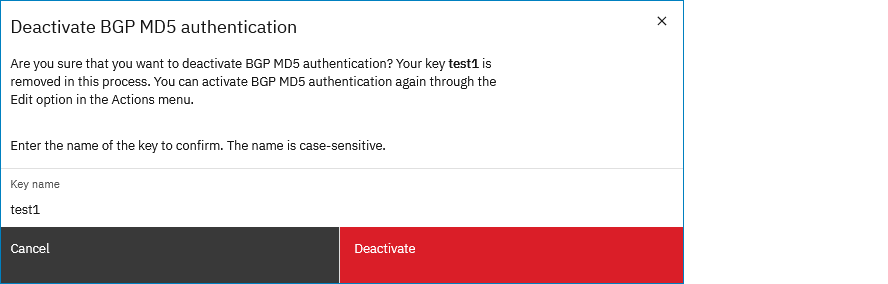 Deactivate BGP MD5 authentication
Are you sure that you want to deactivate BGP MD5 authentication? Your key test1 is
removed in this process. You can activate BGP MD5 authentication again through the
Edit option in the Actions menu.
Enter the name of the key to confirm. The name is case-sensitive.
Key name
test1
Cancel
Deactivate